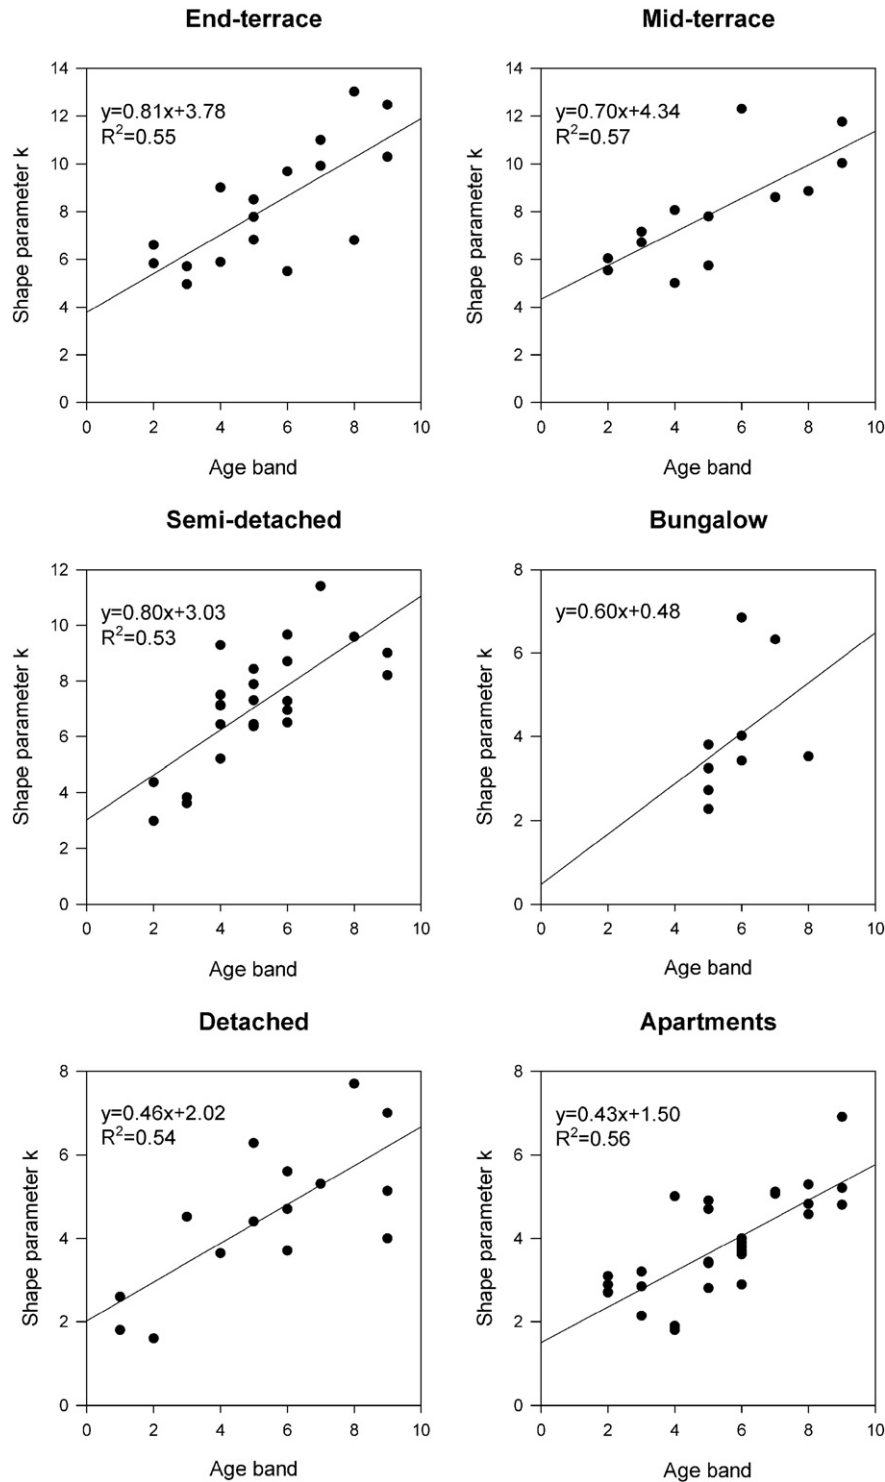 End-terrace
y=0.81x+3.78
R²=0.55
Shape parameter k
14
12
10
8
6
4
2
0
0 2 4 6 8 10
Age band
Mid-terrace
y=0.70x+4.34
R²=0.57
Shape parameter k
14
12
10
8
6
4
2
0
0 2 4 6 8 10
Age band
Semi-detached
y=0.80x+3.03
R²=0.53
Shape parameter k
12
10
8
6
4
2
0
0 2 4 6 8 10
Age band
Bungalow
y=0.60x+0.48
Shape parameter k
8
6
4
2
0
0 2 4 6 8 10
Age band
Detached
y=0.46x+2.02
R²=0.54
Shape parameter k
8
6
4
2
0
0 2 4 6 8 10
Age band
Apartments
y=0.43x+1.50
R²=0.56
Shape parameter k
8
6
4
2
0
0 2 4 6 8 10
Age band